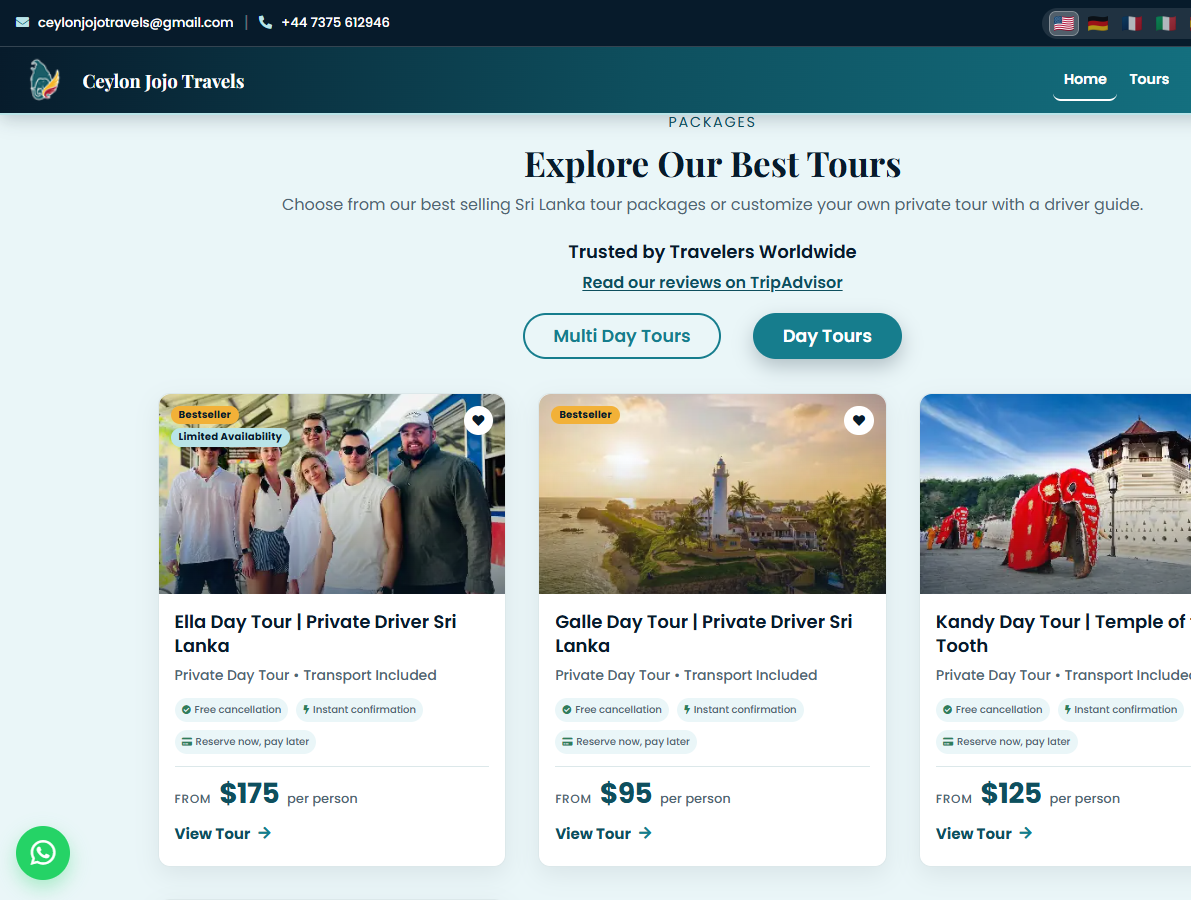 ceylonjojotravels@gmail.com | +44 7375 612946
Ceylon Jojo Travels
Home Tours
PACKAGES
Explore Our Best Tours
Choose from our best selling Sri Lanka tour packages or customize your own private tour with a driver guide.
Trusted by Travelers Worldwide
Read our reviews on TripAdvisor
Multi Day Tours
Day Tours
Bestseller
Limited Availability
Ella Day Tour | Private Driver Sri
Lanka
Private Day Tour • Transport Included
Free cancellation
Instant confirmation
Reserve now, pay later
FROM $175 per person
View Tour →
Bestseller
Galle Day Tour | Private Driver Sri
Lanka
Private Day Tour • Transport Included
Free cancellation
Instant confirmation
Reserve now, pay later
FROM $95 per person
View Tour →
Kandy Day Tour | Temple of
Tooth
Private Day Tour • Transport Include
Free cancellation
Instant confirmation
Reserve now, pay later
FROM $125 per person
View Tour →